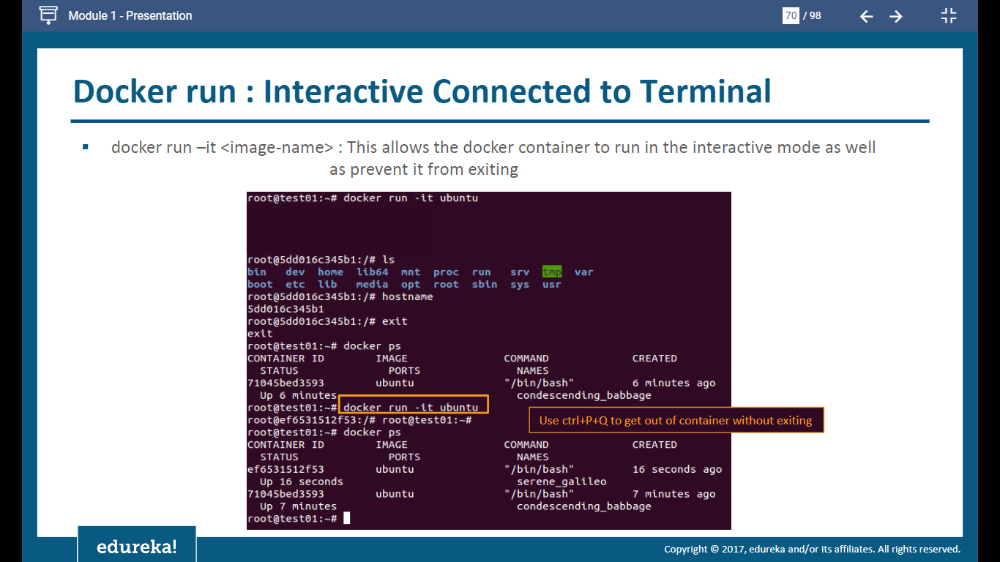 Module 1 - Presentation
70 / 98
Docker run : Interactive Connected to Terminal
▪ docker run –it <image-name> : This allows the docker container to run in the interactive mode as well
as prevent it from exiting
root@test01:~# docker run -it ubuntu
root@5dd016c345b1:/# ls
bin dev home lib64 mnt proc run srv tmp var
boot etc lib media opt root sbin sys usr
root@5dd016c345b1:/# hostname
5dd016c345b1
root@5dd016c345b1:/# exit
exit
root@test01:~# docker ps
CONTAINER ID IMAGE COMMAND CREATED
STATUS PORTS NAMES
71045bed3593 ubuntu "/bin/bash" 6 minutes ago
Up 6 minutes condescending_babbage
root@test01:~# docker run -it ubuntu
root@ef6531512f53:/# root@test01:~#
Use ctrl+P+Q to get out of container without exiting
root@test01:~# docker ps
CONTAINER ID IMAGE COMMAND CREATED
STATUS PORTS NAMES
ef6531512f53 ubuntu "/bin/bash" 16 seconds ago
Up 16 seconds serene_galileo
71045bed3593 ubuntu "/bin/bash" 7 minutes ago
Up 7 minutes condescending_babbage
root@test01:~#
edureka!
Copyright © 2017, edureka and/or its affiliates. All rights reserved.